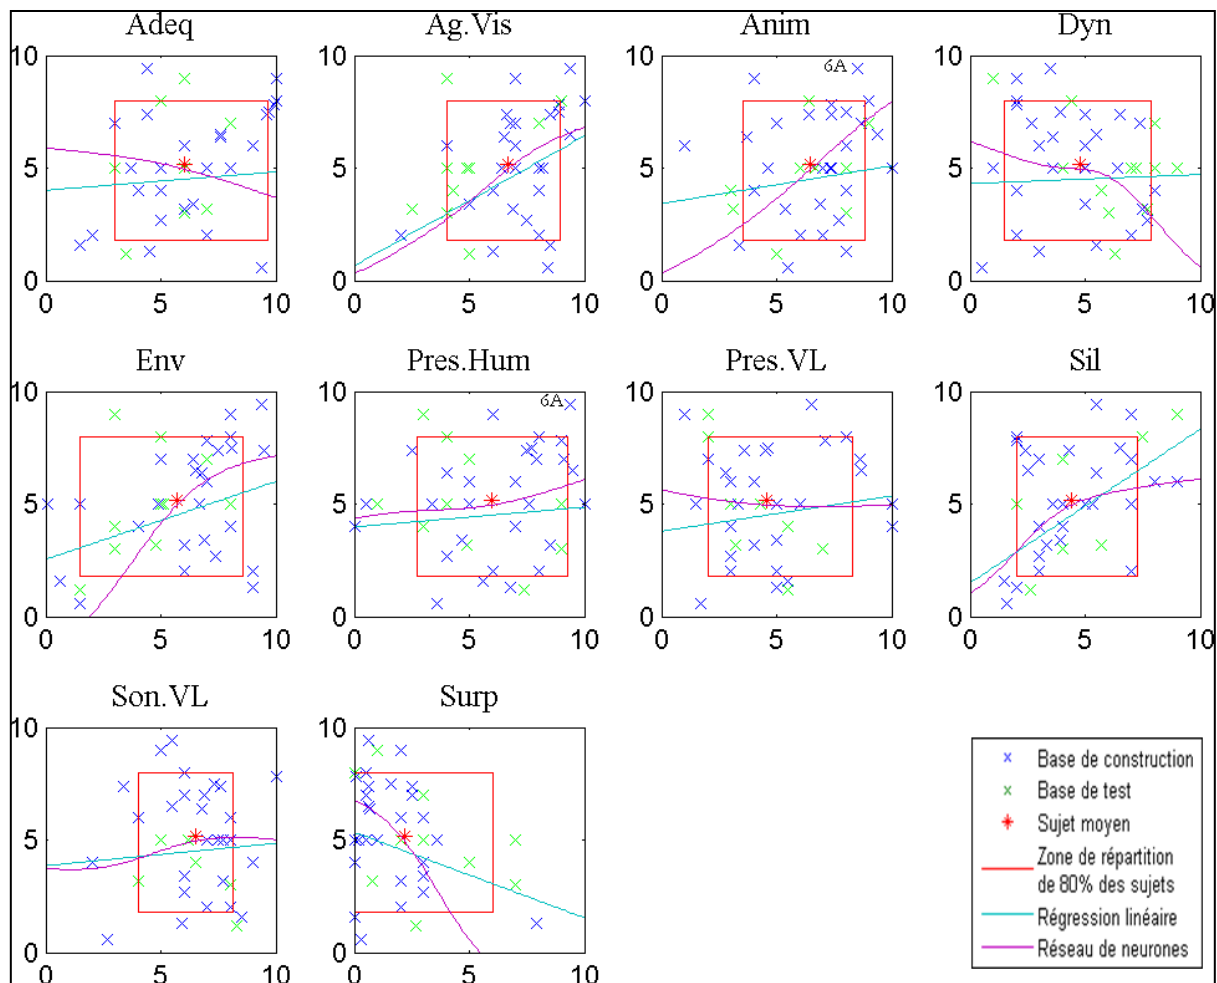 Adeq
Ag.Vis
Anim
Dyn
10
5
0
0 5 10
10
5
0
0 5 10
10
6A
5
0
0 5 10
10
5
0
0 5 10
Env
Pres.Hum
Pres.VL
Sil
10
5
0
0 5 10
10
6A
5
0
0 5 10
10
5
0
0 5 10
10
5
0
0 5 10
Son.VL
Surp
10
5
0
0 5 10
10
5
0
0 5 10
Base de construction
Base de test
Sujet moyen
Zone de répartition
de 80% des sujets
Régression linéaire
Réseau de neurones